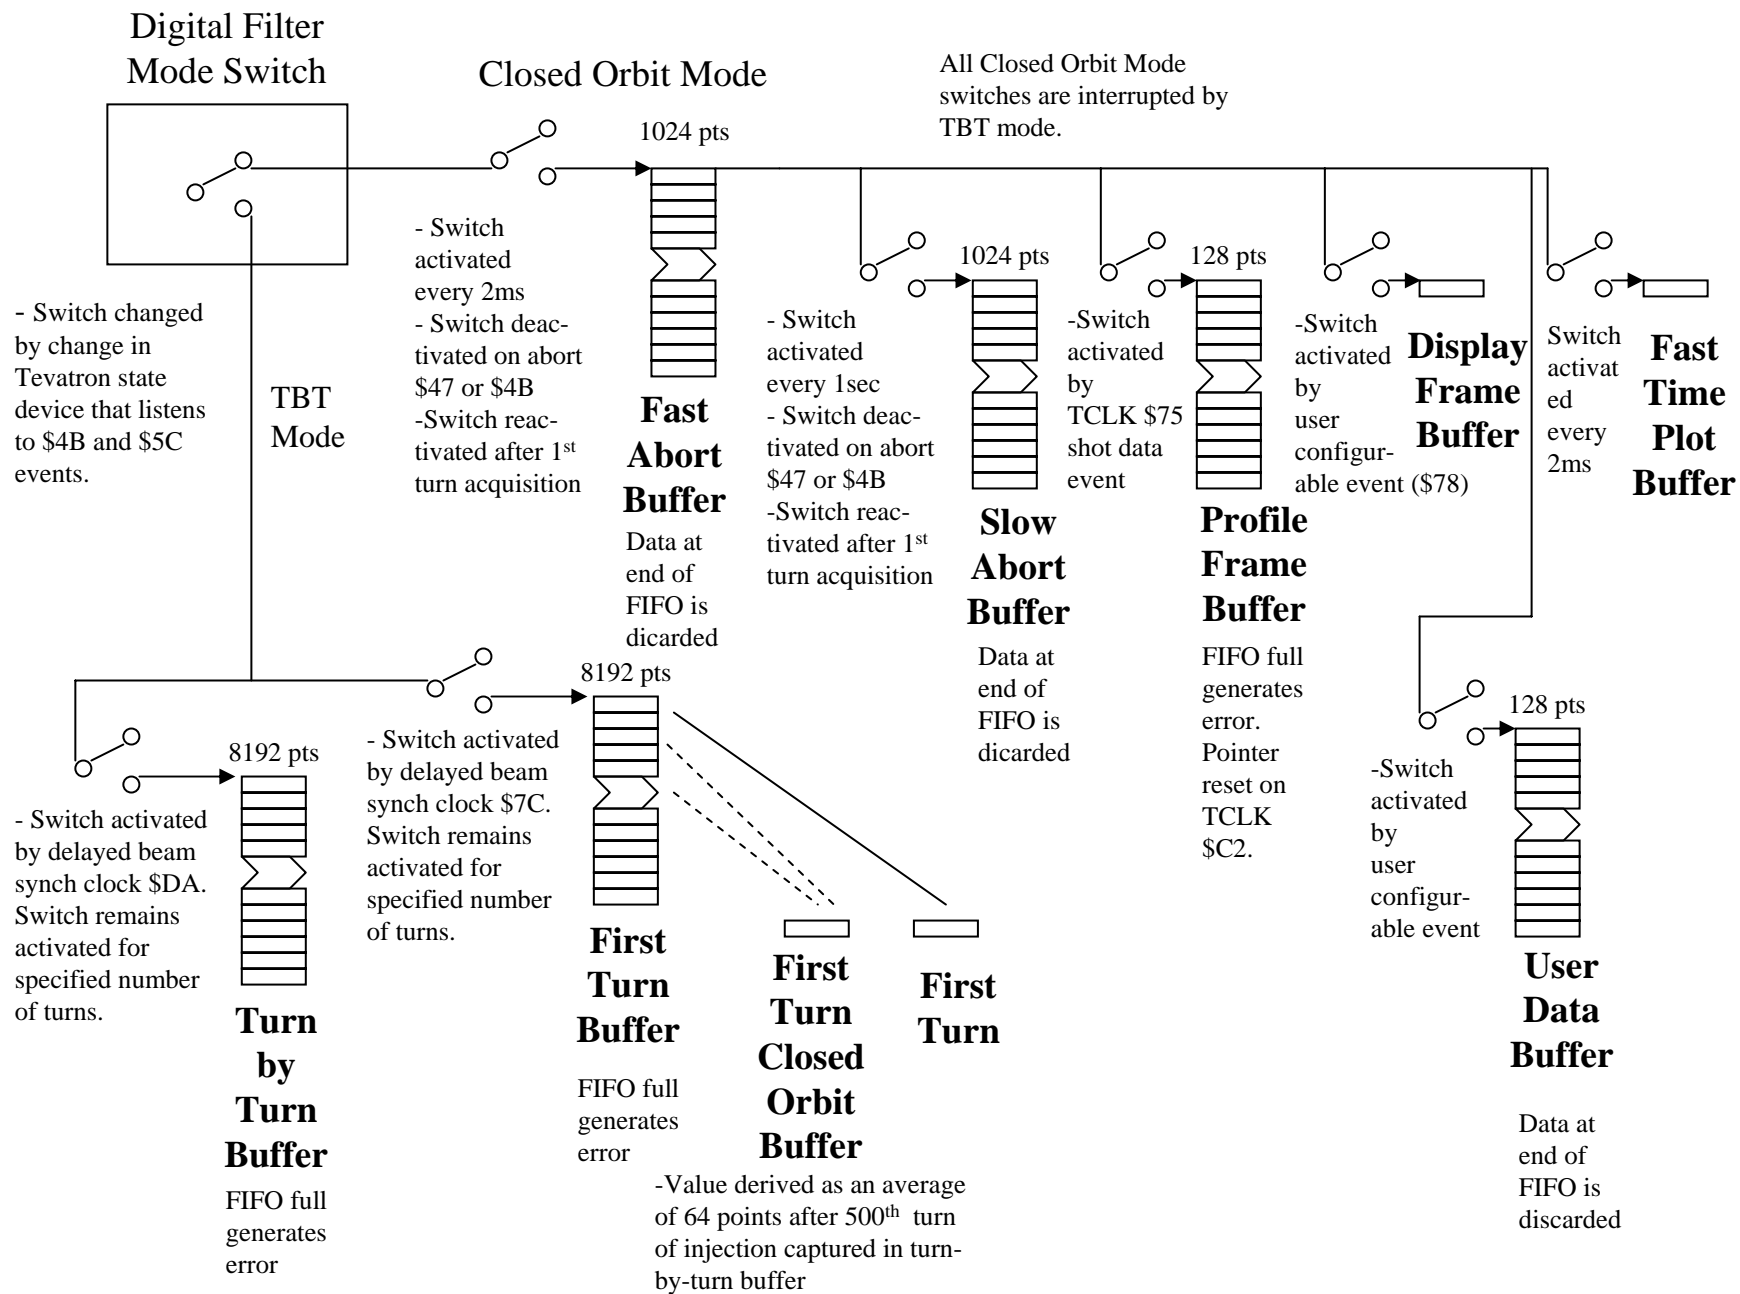 Digital Filter
Mode Switch
Closed Orbit Mode
All Closed Orbit Mode
switches are interrupted by
TBT mode.
1024 pts
- Switch changed
by change in
Tevatron state
device that listens
to $4B and $5C
events.
TBT
Mode
- Switch
activated
every 2ms
- Switch deac-
tivated on abort
$47 or $4B
-Switch reac-
tivated after 1st
turn acquisition
Fast
Abort
Buffer
Data at
end of
FIFO is
dicarded
1024 pts
- Switch
activated
every 1sec
- Switch deac-
tivated on abort
$47 or $4B
-Switch reac-
tivated after 1st
turn acquisition
Slow
Abort
Buffer
Data at
end of
FIFO is
dicarded
128 pts
-Switch
activated
by
TCLK $75
shot data
event
Profile
Frame
Buffer
FIFO full
generates
error.
Pointer
reset on
TCLK
$C2.
-Switch
activated
by
user
configur-
able event ($78)
Display
Frame
Buffer
Switch
activat
ed
every
2ms
Fast
Time
Plot
Buffer
8192 pts
- Switch activated
by delayed beam
synch clock $DA.
Switch remains
activated for
specified number
of turns.
Turn
by
Turn
Buffer
FIFO full
generates
error
8192 pts
- Switch activated
by delayed beam
synch clock $7C.
Switch remains
activated for
specified number
of turns.
First
Turn
Buffer
FIFO full
generates
error
First
Turn
Closed
Orbit
Buffer
-Value derived as an average
of 64 points after 500th turn
of injection captured in turn-
by-turn buffer
First
Turn
128 pts
-Switch
activated
by
user
configur-
able event
User
Data
Buffer
Data at
end of
FIFO is
discarded